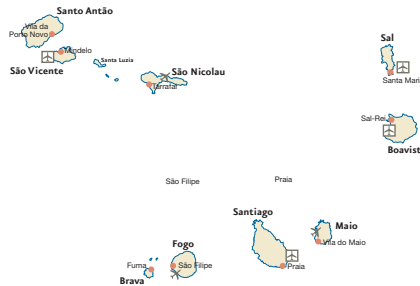 Santo Antão
Vila da
Porto Novo
Mindelo
São Vicente
Santa Luzia
São Nicolau
Tarrafal
Sal
Santa Mari
Sal-Rei
Boavist
São Filipe
Praia
Santiago
Maio
Vila do Maio
Praia
Fogo
São Filipe
Fuma
Brava